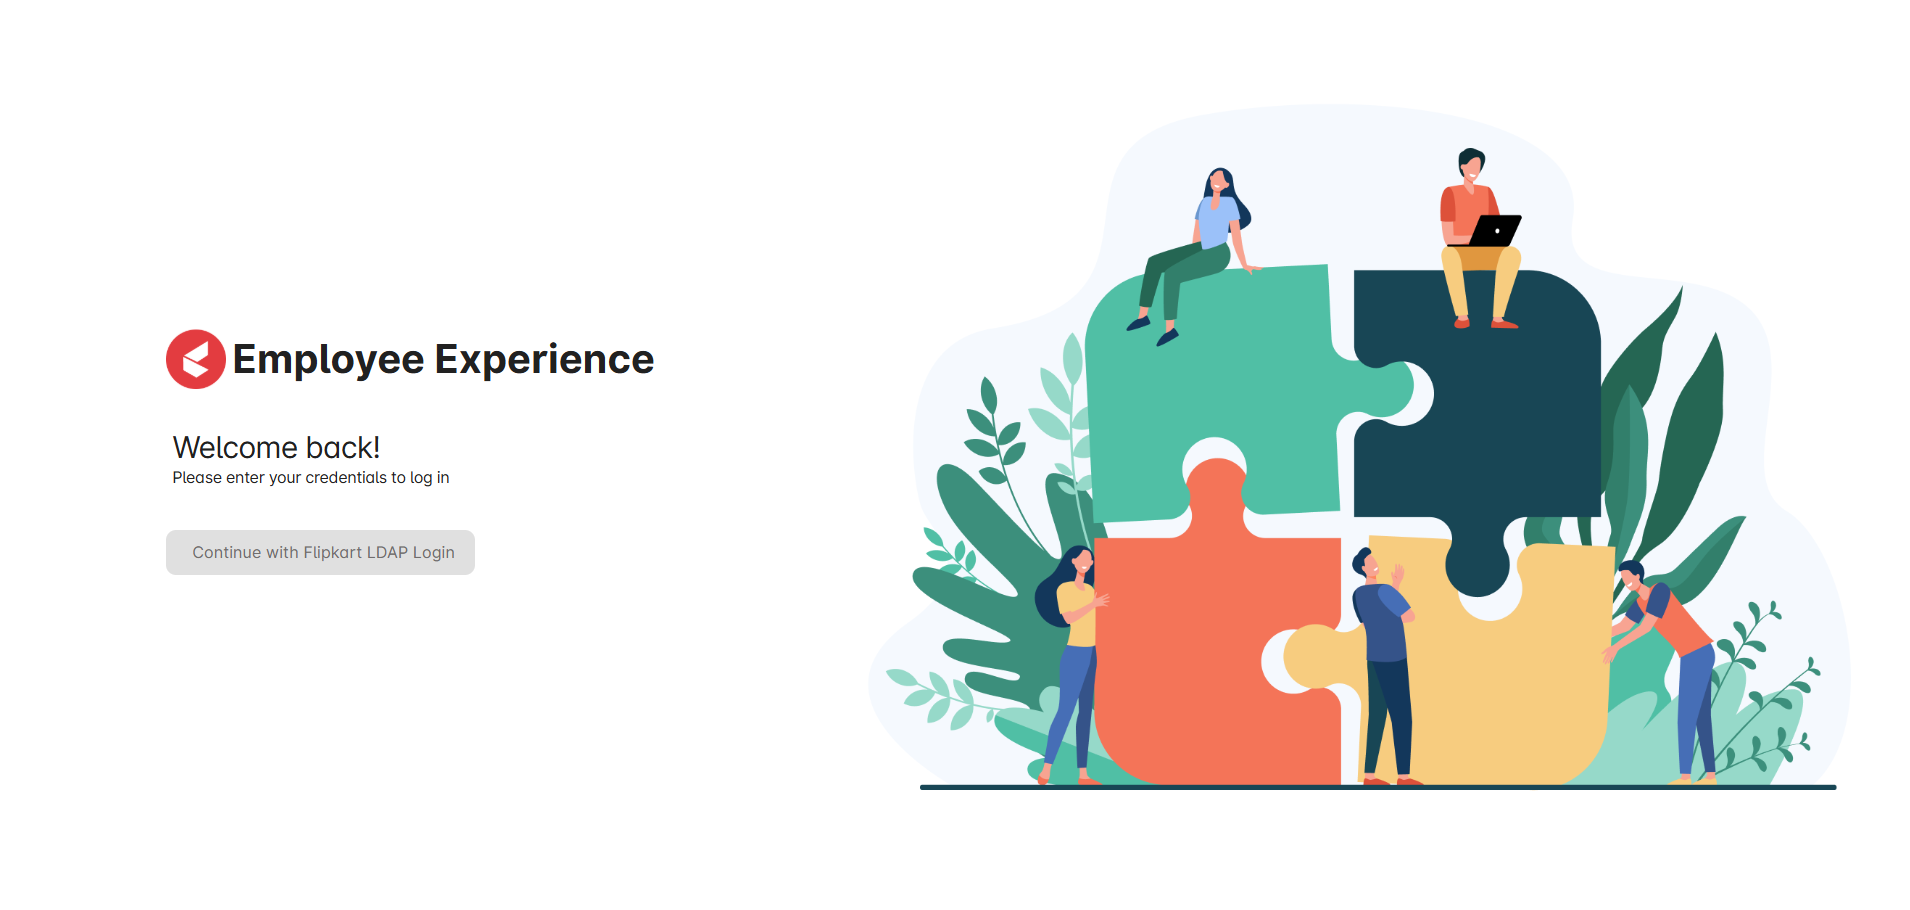 Employee Experience
Welcome back!
Please enter your credentials to log in
Continue with Flipkart LDAP Login